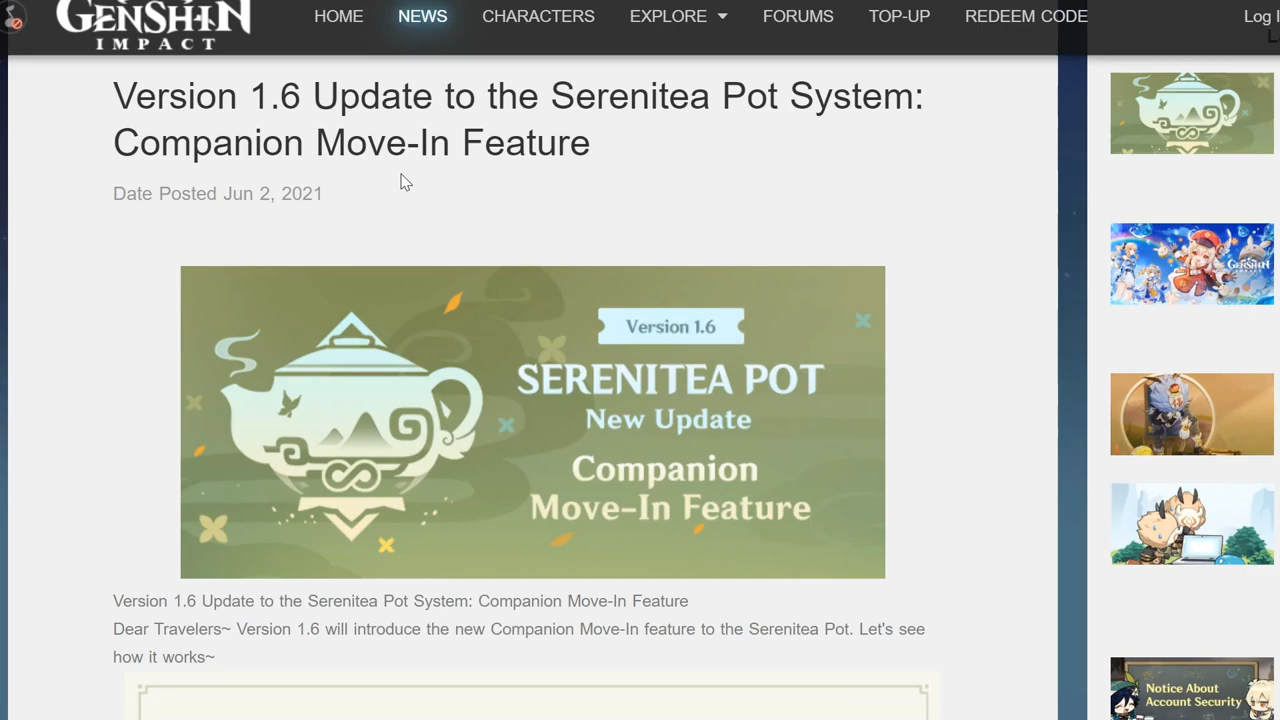 GENSHIN
IMPACT
HOME NEWS CHARACTERS EXPLORE FORUMS TOP-UP REDEEM CODE Log I
Version 1.6 Update to the Serenitea Pot System:
Companion Move-In Feature
Date Posted Jun 2, 2021
Version 1.6
SERENITEA POT
New Update
Companion
Move-In Feature
Version 1.6 Update to the Serenitea Pot System: Companion Move-In Feature
Dear Travelers~ Version 1.6 will introduce the new Companion Move-In feature to the Serenitea Pot. Let's see
how it works~
GENSHIN
IMPACT
Notice About
Account Security